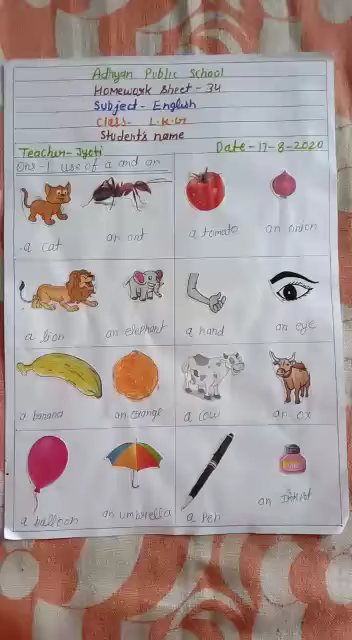 Adhyan Public School
Homework sheet - 34
Subject - English
Class - L.K.G
Student's name
Teacher - Jyoti Date - 17-8-2020
Qns-1 use of a and an
a cat an ant a tomato an onion
a lion an elephant a hand an eye
a banana an orange a cow an ox
a balloon an umbrella a pen an Inkpot